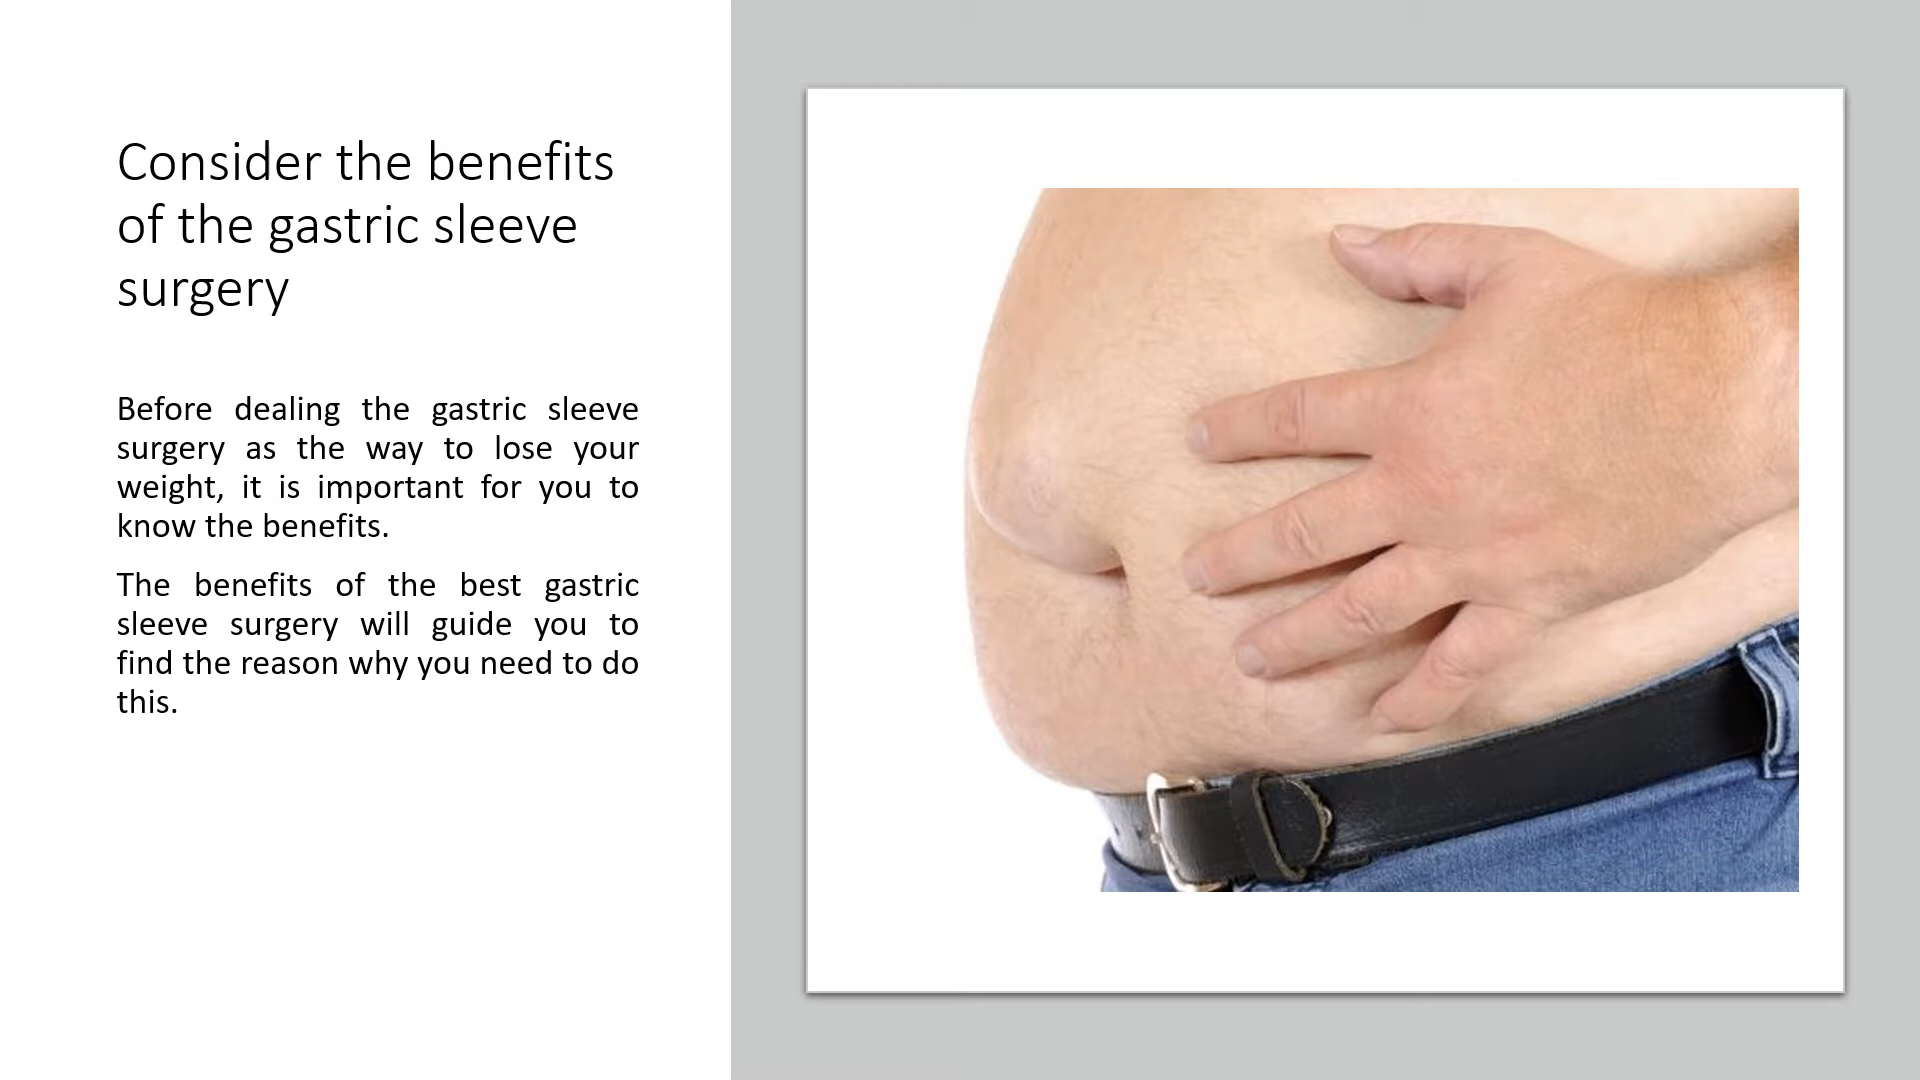 Consider the benefits
of the gastric sleeve
surgery
Before dealing the gastric sleeve
surgery as the way to lose your
weight, it is important for you to
know the benefits.
The benefits of the best gastric
sleeve surgery will guide you to
find the reason why you need to do
this.